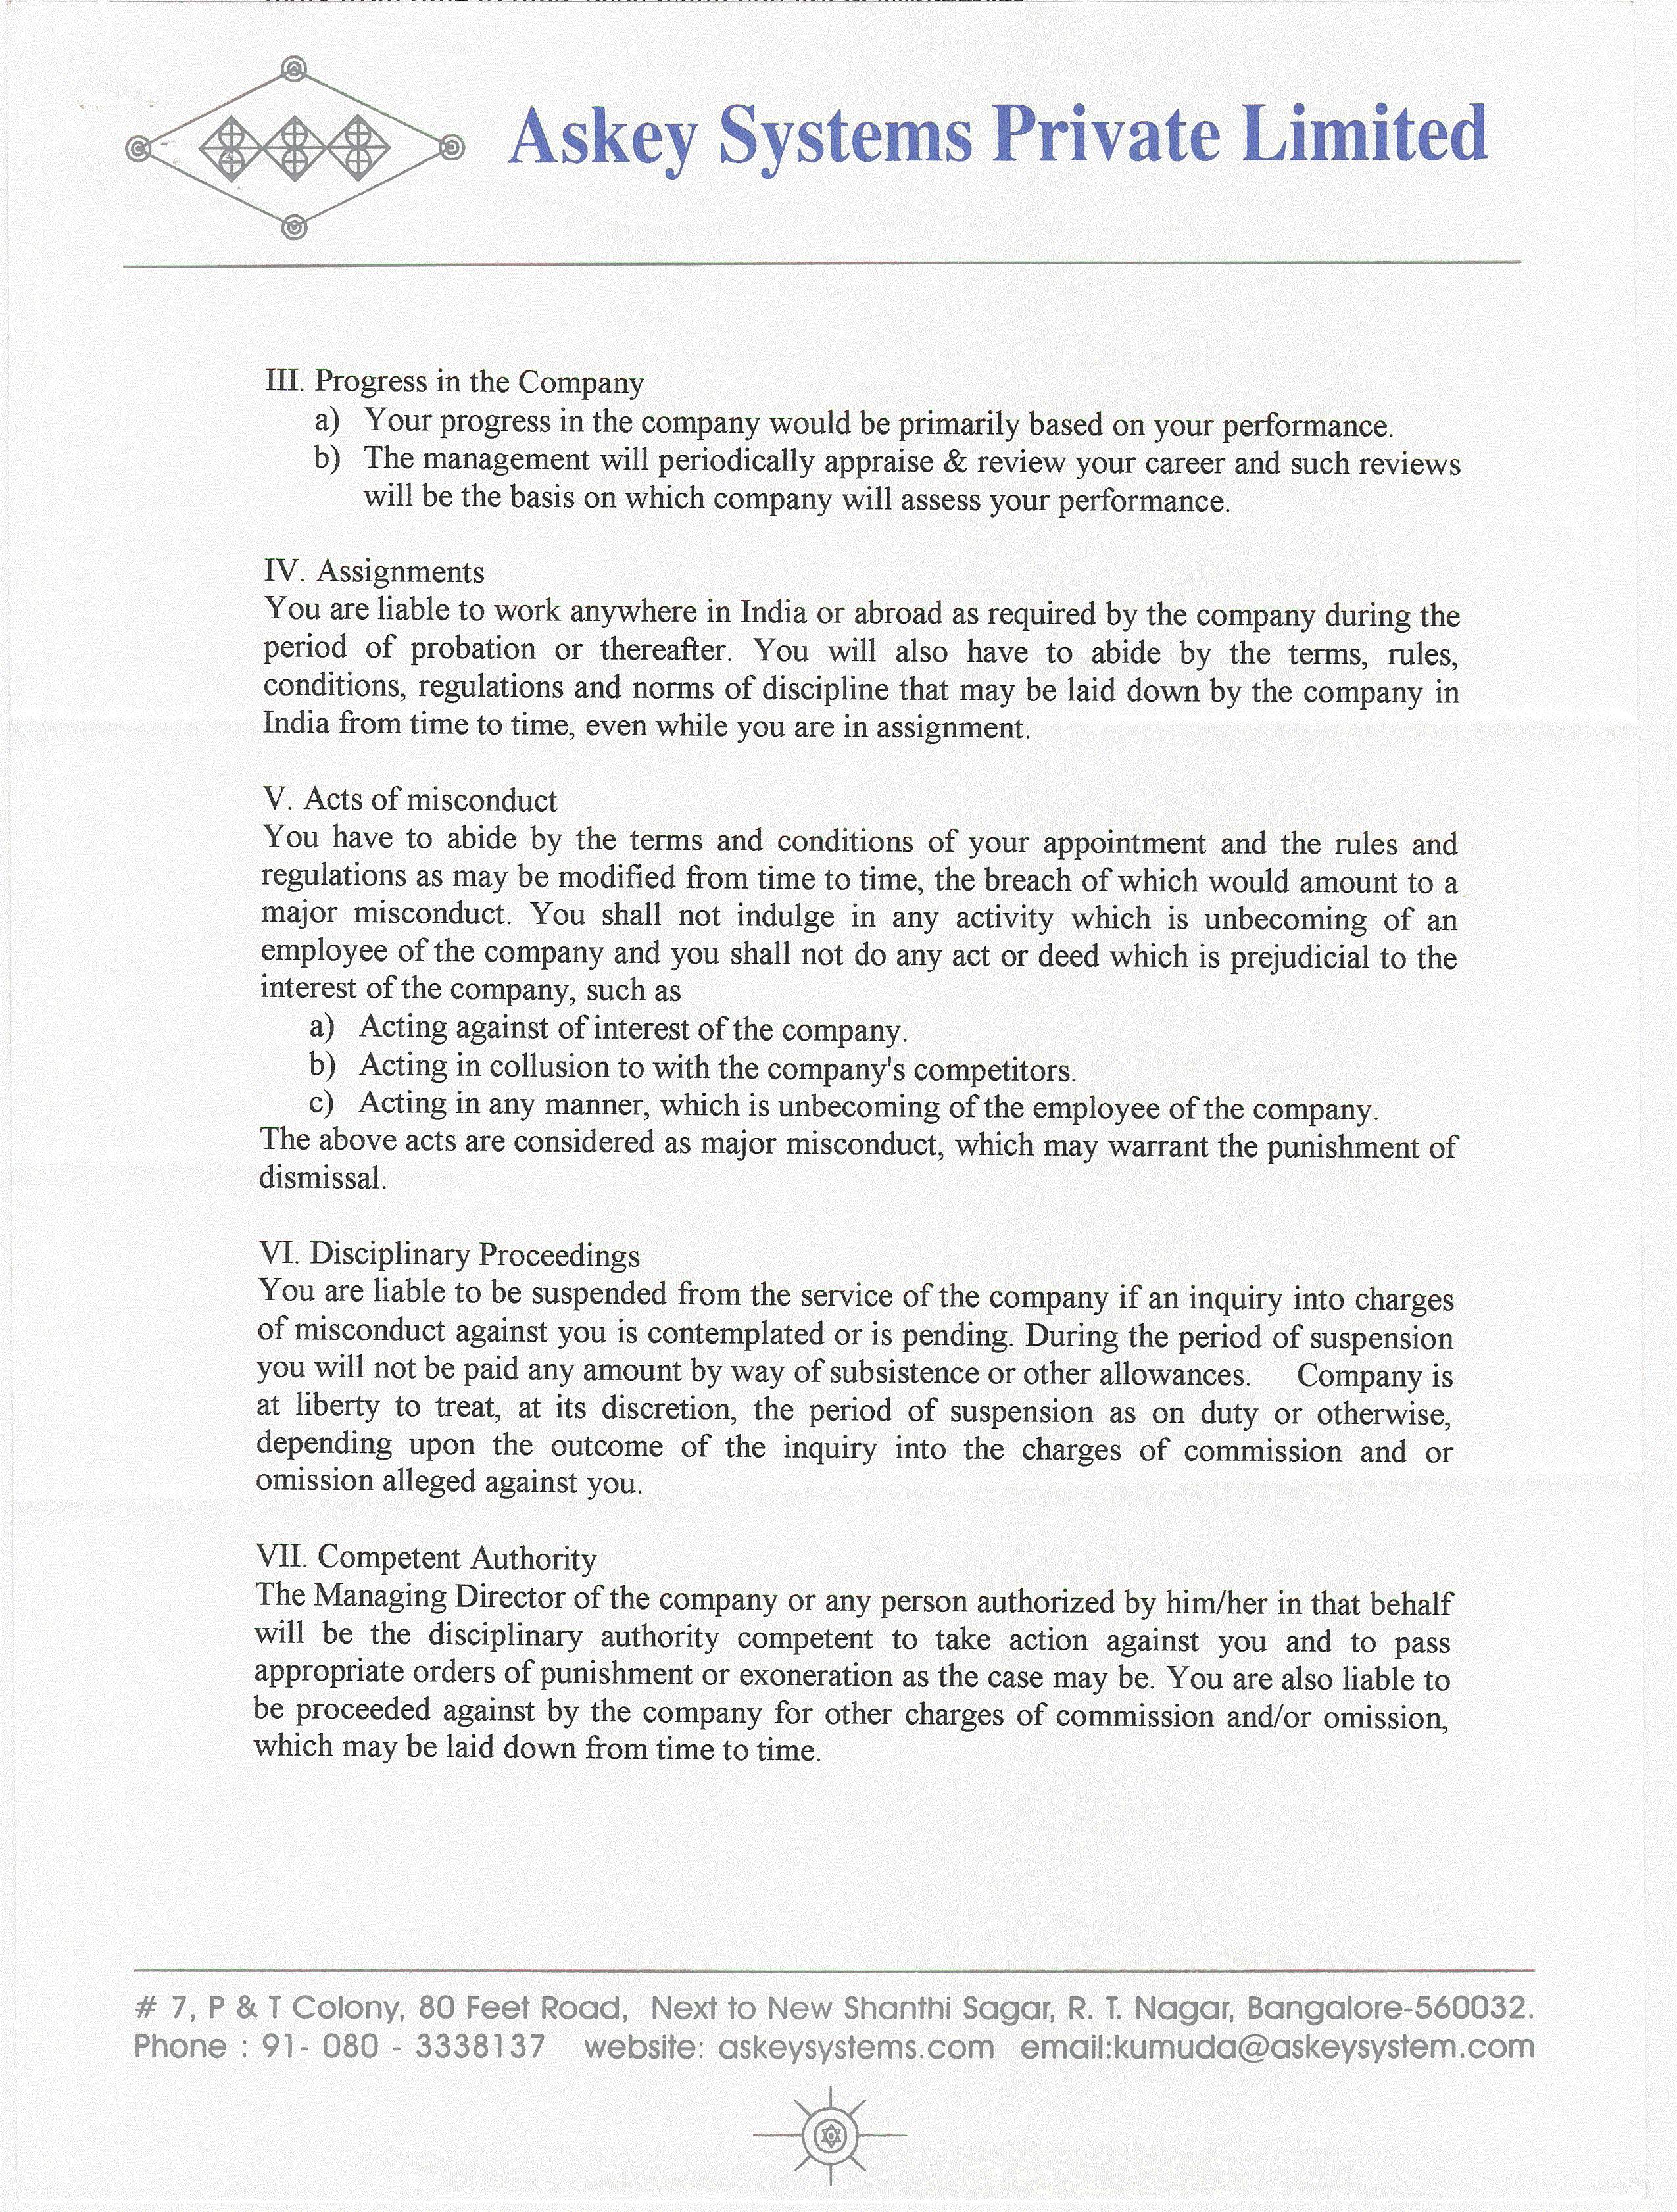 Askey Systems Private Limited
III. Progress in the Company
a) Your progress in the company would be primarily based on your performance.
b) The management will periodically appraise & review your career and such reviews
will be the basis on which company will assess your performance.
IV. Assignments
You are liable to work anywhere in India or abroad as required by the company during the
period of probation or thereafter. You will also have to abide by the terms, rules,
conditions, regulations and norms of discipline that may be laid down by the company in
India from time to time, even while you are in assignment.
V. Acts of misconduct
You have to abide by the terms and conditions of your appointment and the rules and
regulations as may be modified from time to time, the breach of which would amount to a
major misconduct. You shall not indulge in any activity which is unbecoming of an
employee of the company and you shall not do any act or deed which is prejudicial to the
interest of the company, such as
a) Acting against of interest of the company.
b) Acting in collusion to with the company's competitors.
c) Acting in any manner, which is unbecoming of the employee of the company.
The above acts are considered as major misconduct, which may warrant the punishment of
dismissal.
VI. Disciplinary Proceedings
You are liable to be suspended from the service of the company if an inquiry into charges
of misconduct against you is contemplated or is pending. During the period of suspension
you will not be paid any amount by way of subsistence or other allowances. Company is
at liberty to treat, at its discretion, the period of suspension as on duty or otherwise,
depending upon the outcome of the inquiry into the charges of commission and or
omission alleged against you.
VII. Competent Authority
The Managing Director of the company or any person authorized by him/her in that behalf
will be the disciplinary authority competent to take action against you and to pass
appropriate orders of punishment or exoneration as the case may be. You are also liable to
be proceeded against by the company for other charges of commission and/or omission,
which may be laid down from time to time.
# 7, P & T Colony, 80 Feet Road, Next to New Shanthi Sagar, R. T. Nagar, Bangalore-560032.
Phone : 91- 080 - 3338137 website: askeysystems.com email:kumuda@askeysystem.com